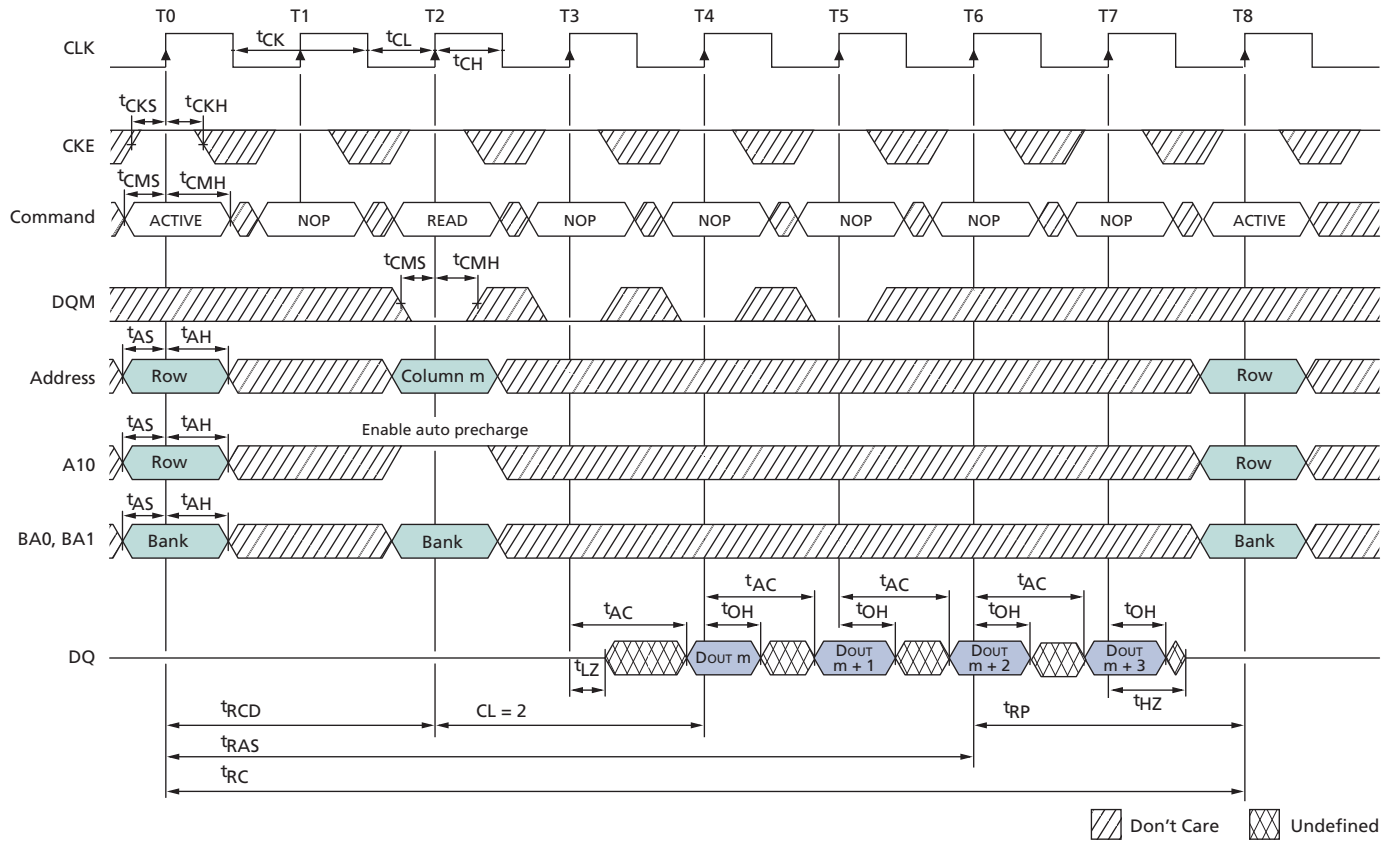 T0 T1 T2 T3 T4 T5 T6 T7 T8
CLK
tCK tCL
tCH
tCKS tCKH
CKE
tCMS tCMH
Command ACTIVE NOP READ NOP NOP NOP NOP NOP ACTIVE
tCMS tCMH
DQM
tAS tAH
Address Row Column m Row
tAS tAH
Enable auto precharge
A10 Row Row
tAS tAH
BA0, BA1 Bank Bank Bank
tAC tAC tAC
tAC tOH tOH tOH tOH
DQ DOUT m DOUT m + 1 DOUT m + 2 DOUT m + 3
tLZ tHZ
tRCD CL = 2 tRP
tRAS
tRC
Don't Care Undefined